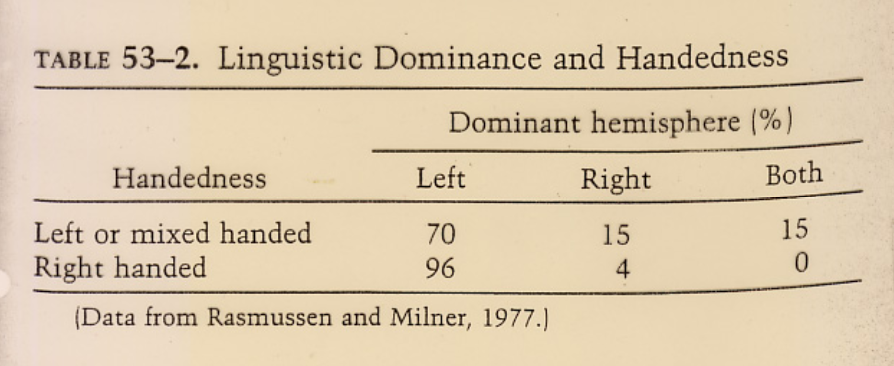 TABLE 53–2. Linguistic Dominance and Handedness
Dominant hemisphere (%)
Handedness Left Right Both
Left or mixed handed 70 15 15
Right handed 96 4 0
(Data from Rasmussen and Milner, 1977.)